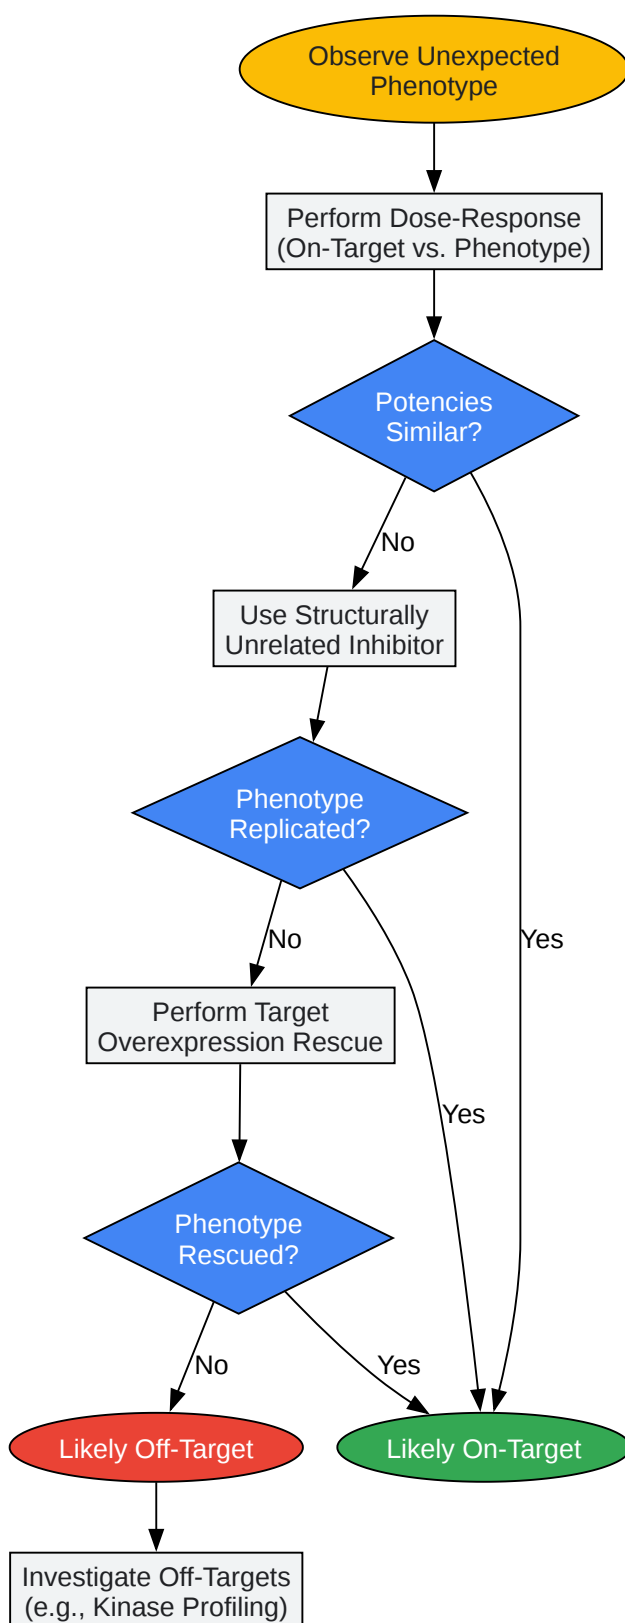 Observe Unexpected
Phenotype
Perform Dose-Response
(On-Target vs. Phenotype)
Potencies
Similar?
No
Use Structurally
Unrelated Inhibitor
Phenotype
Replicated?
No
Yes
Perform Target
Overexpression Rescue
Yes
Phenotype
Rescued?
No
Yes
Likely Off-Target
Likely On-Target
Investigate Off-Targets
(e.g., Kinase Profiling)